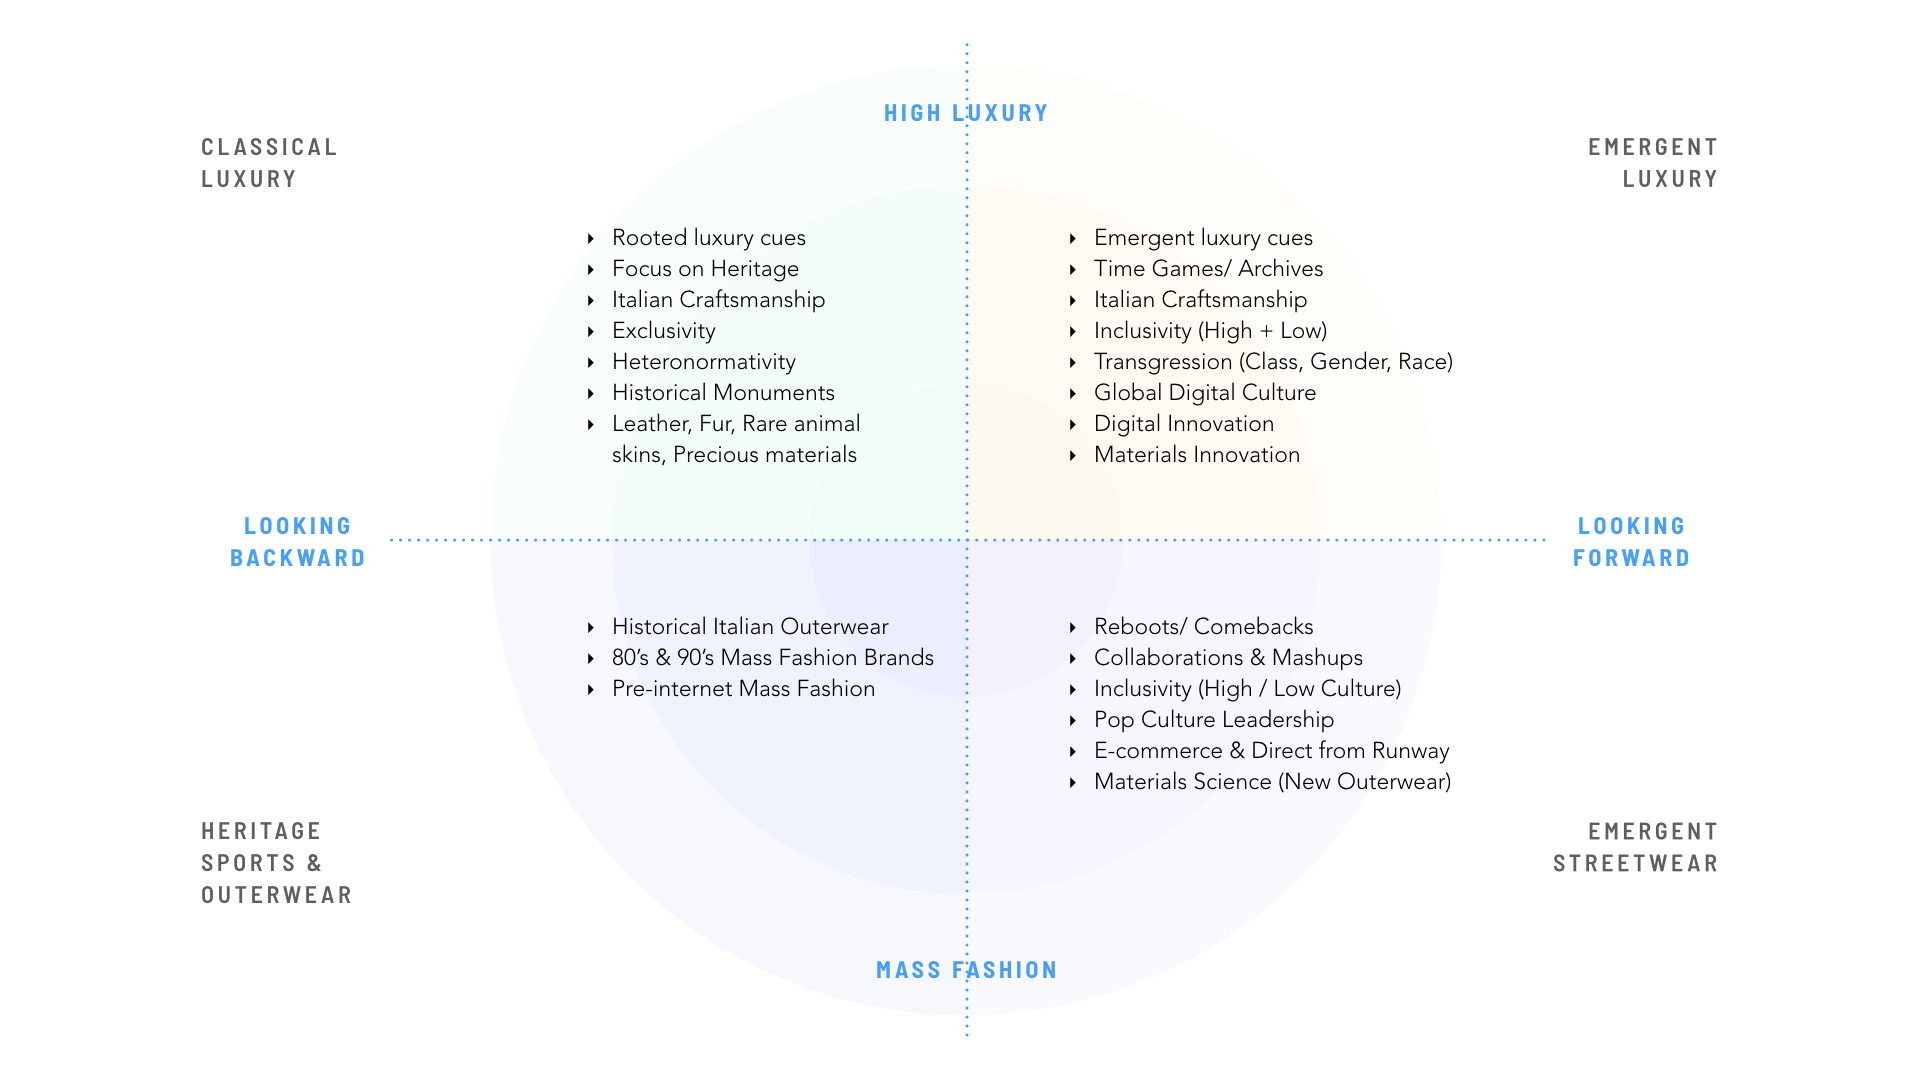 HIGH LUXURY
CLASSICAL
LUXURY
EMERGENT
LUXURY
Rooted luxury cues
Focus on Heritage
Italian Craftsmanship
Exclusivity
Heteronormativity
Historical Monuments
Leather, Fur, Rare animal
skins, Precious materials
Emergent luxury cues
Time Games/ Archives
Italian Craftsmanship
Inclusivity (High + Low)
Transgression (Class, Gender, Race)
Global Digital Culture
Digital Innovation
Materials Innovation
LOOKING
BACKWARD
LOOKING
FORWARD
Historical Italian Outerwear
80’s & 90’s Mass Fashion Brands
Pre-internet Mass Fashion
Reboots/ Comebacks
Collaborations & Mashups
Inclusivity (High / Low Culture)
Pop Culture Leadership
E-commerce & Direct from Runway
Materials Science (New Outerwear)
HERITAGE
SPORTS &
OUTERWEAR
EMERGENT
STREETWEAR
MASS FASHION